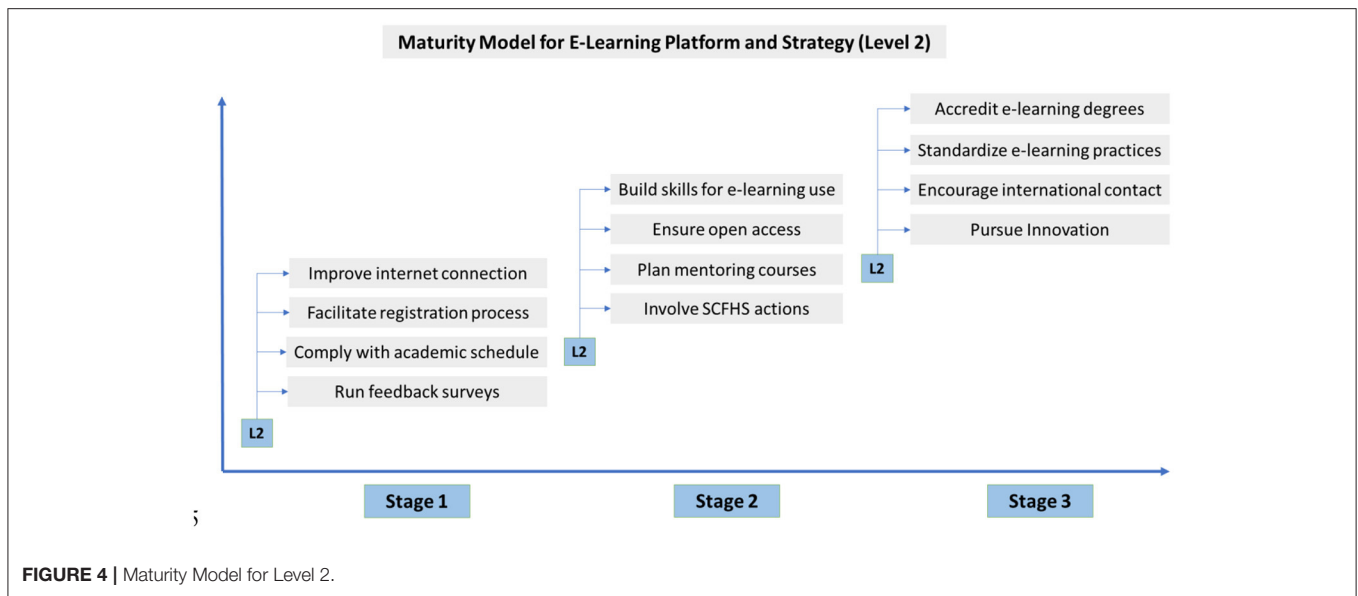 Maturity Model for E-Learning Platform and Strategy (Level 2)
Improve internet connection
Facilitate registration process
Comply with academic schedule
Run feedback surveys
L2
Build skills for e-learning use
Ensure open access
Plan mentoring courses
Involve SCFHS actions
L2
Accredit e-learning degrees
Standardize e-learning practices
Encourage international contact
Pursue Innovation
L2
Stage 1
Stage 2
Stage 3
FIGURE 4 | Maturity Model for Level 2.